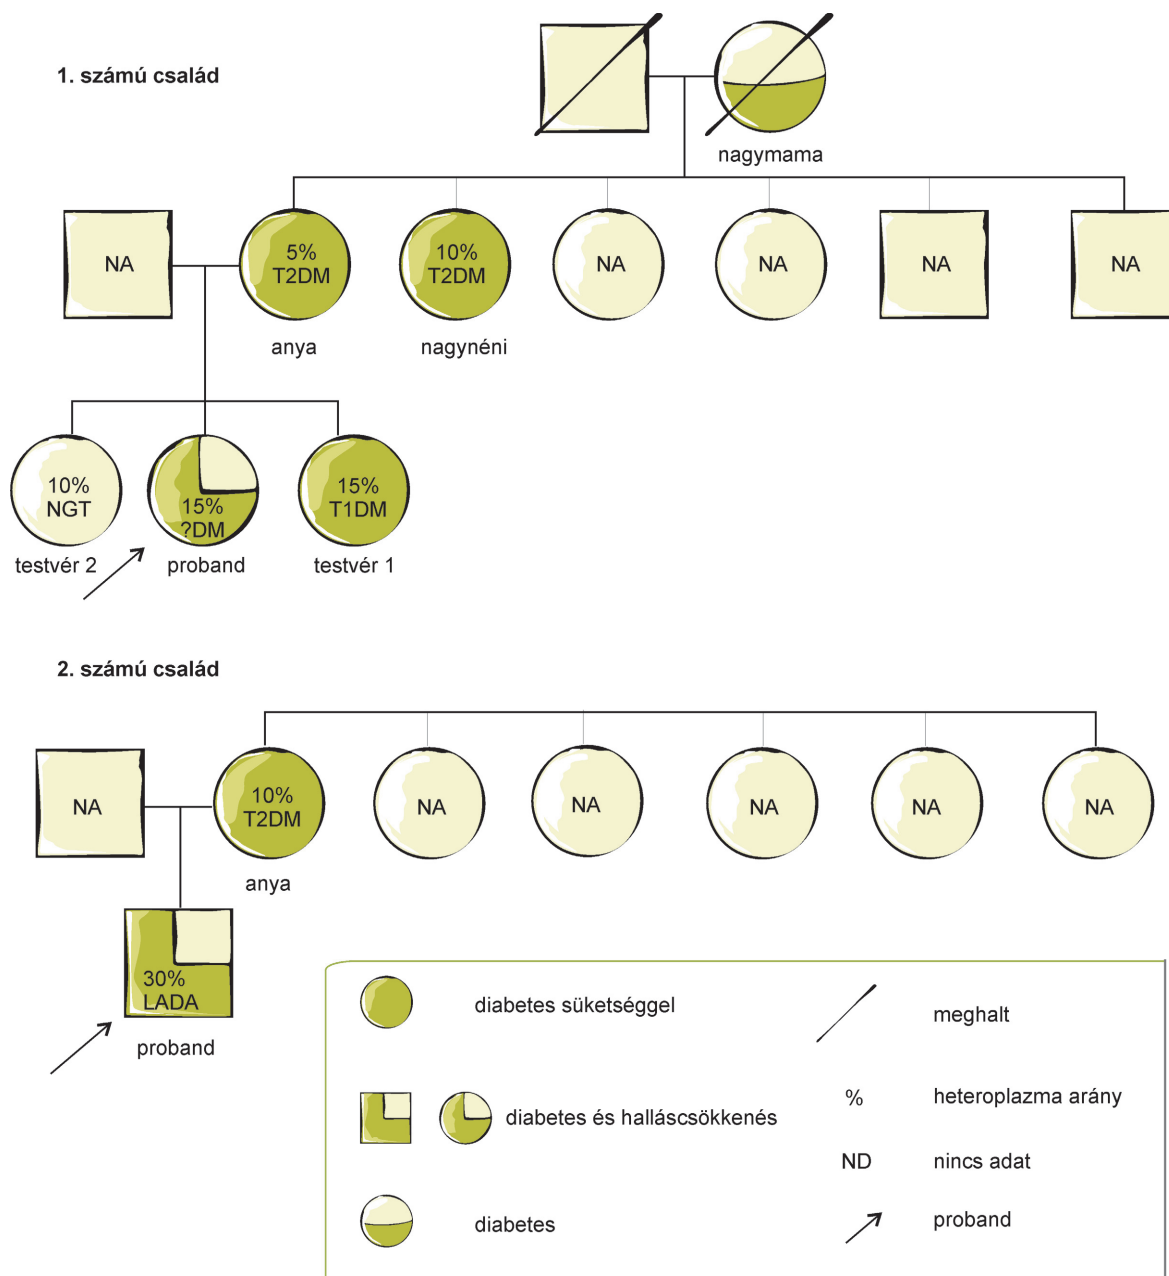 1. számú család
nagymama
NA
5%
T2DM
10%
T2DM
NA
NA
NA
NA
anya
nagynéni
10%
NGT
15%
?DM
15%
T1DM
testvér 2
proband
testvér 1
2. számú család
NA
10%
T2DM
NA
NA
NA
NA
NA
anya
30%
LADA
proband
diabetes süketséggel
meghalt
diabetes és halláscsökkenés
% heteroplazma arány
ND nincs adat
diabetes
proband